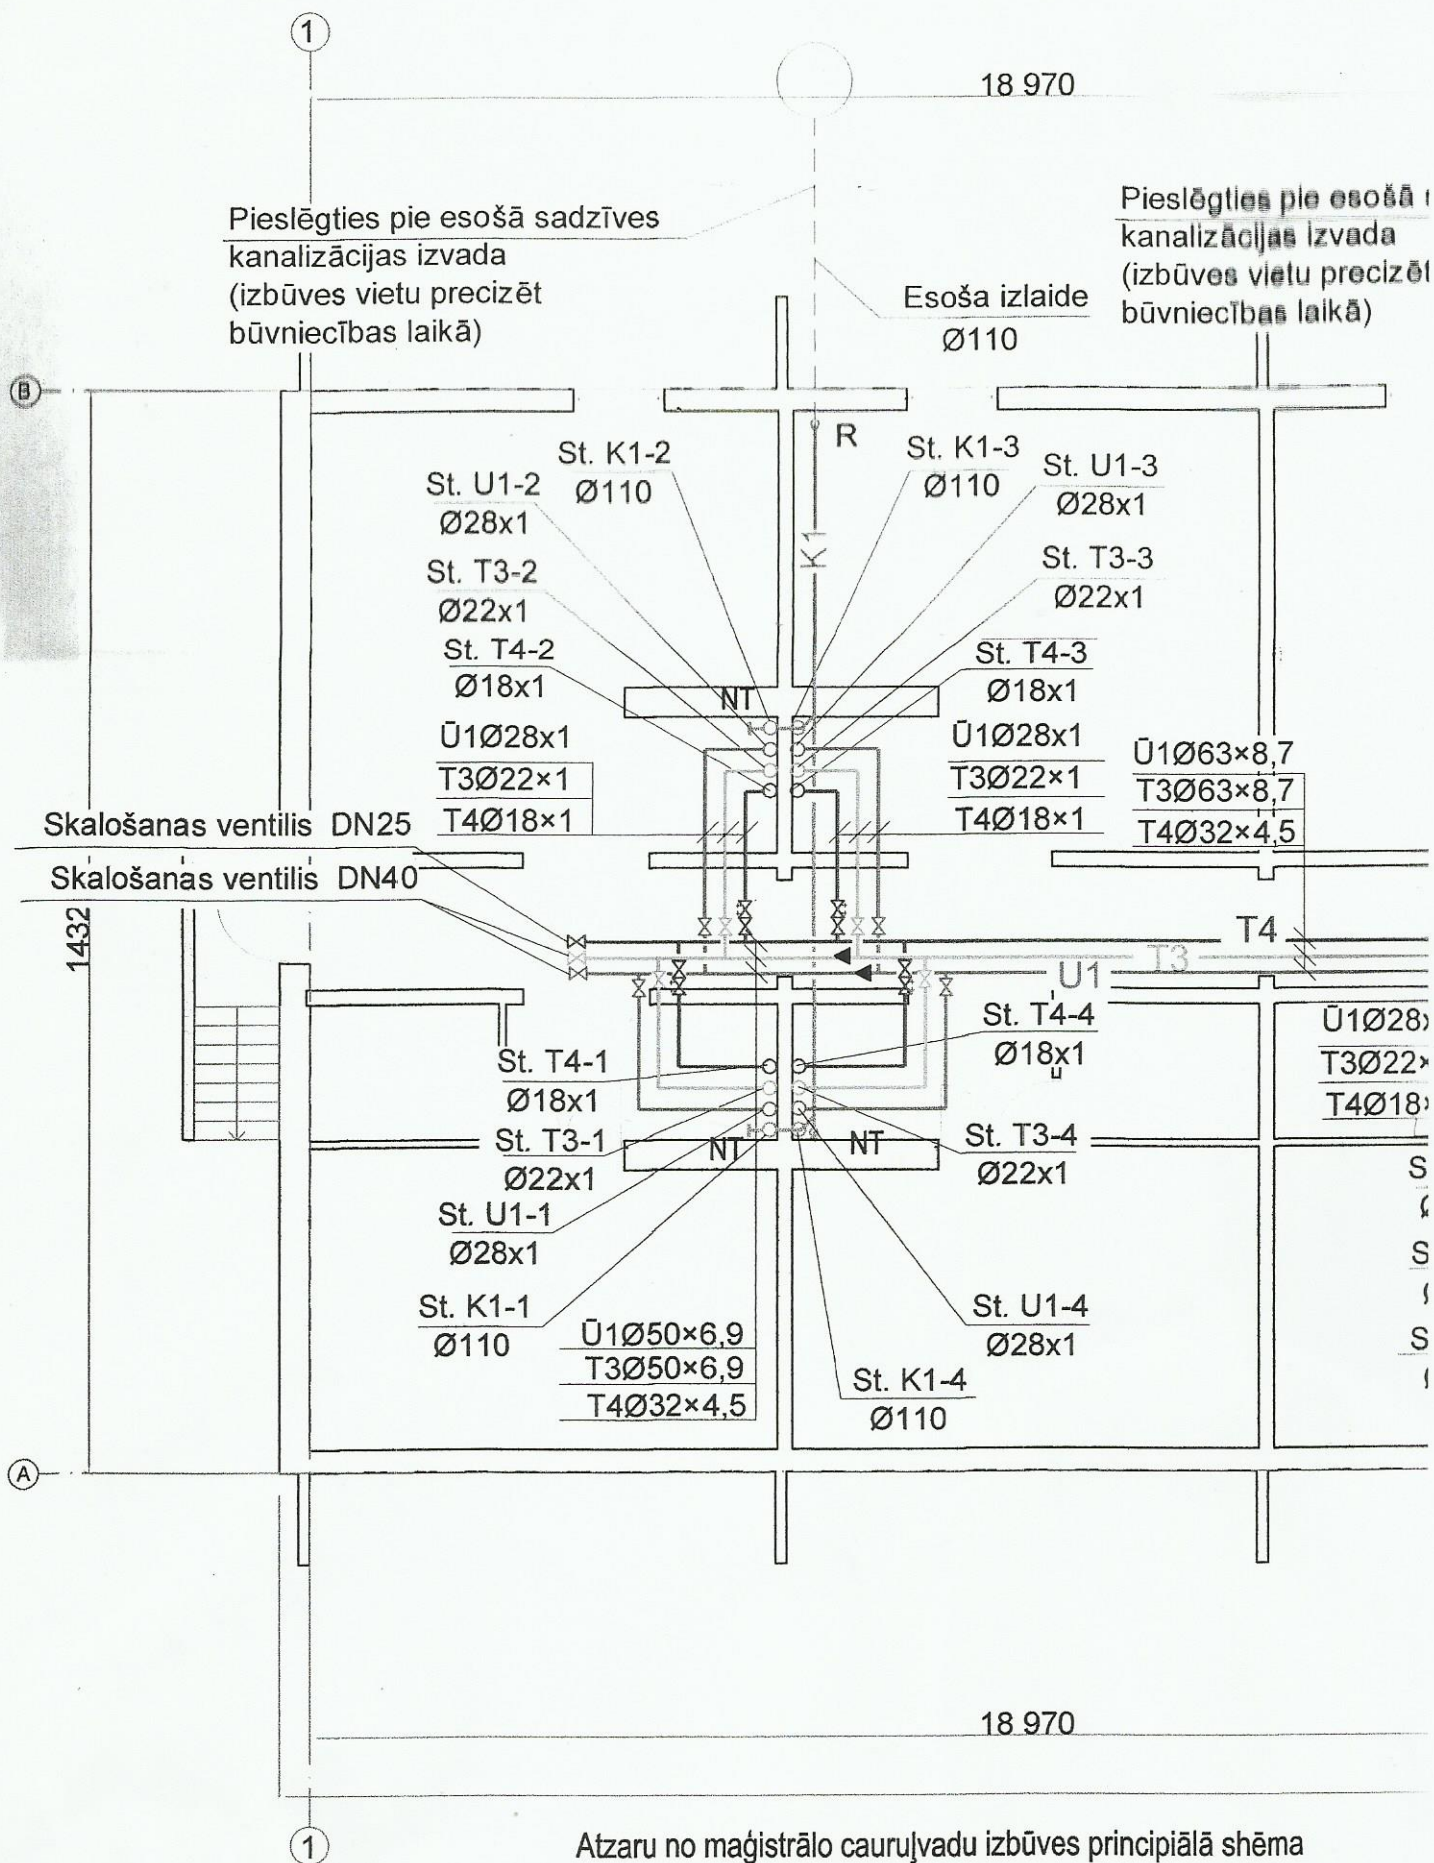 1
18 970
Pieslēgties pie esošā sadzīves
kanalizācijas izvada
(izbūves vietu precizēt
būvniecības laikā)
Pieslēgties pie esošā
kanalizācijas izvada
(izbūves vietu precizēt
būvniecības laikā)
Esoša izlaide
Ø110
B
R
St. K1-2
Ø110
St. K1-3
Ø110
St. U1-2
Ø28x1
St. U1-3
Ø28x1
K1
St. T3-2
Ø22x1
St. T3-3
Ø22x1
St. T4-2
Ø18x1
St. T4-3
Ø18x1
NT
Ū1Ø28x1
T3Ø22×1
T4Ø18×1
Ū1Ø28x1
T3Ø22×1
T4Ø18×1
Ū1Ø63×8,7
T3Ø63×8,7
T4Ø32×4,5
Skalošanas ventilis DN25
Skalošanas ventilis DN40
1432
T4
T3
U1
St. T4-4
Ø18x1
Ū1Ø28x
T3Ø22×
T4Ø18
St. T4-1
Ø18x1
St. T3-1
Ø22x1
NT
NT
St. T3-4
Ø22x1
St. U1-1
Ø28x1
St. K1-1
Ø110
St. U1-4
Ø28x1
Ū1Ø50×6,9
T3Ø50×6,9
T4Ø32×4,5
St. K1-4
Ø110
S
S
S
A
18 970
1
Atzaru no maģistrālo cauruļvadu izbūves principiālā shēma